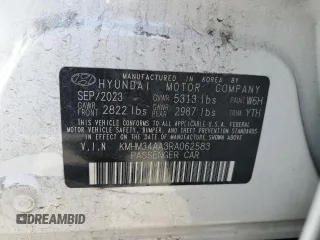 MANUFACTURED IN KOREA BY
HYUNDAI MOTOR COMPANY
SEP/2023 GVWR 5313 lbs PAINT W6H
GAWR FRONT 2822 lbs GAWR REAR 2987 lbs TRIM YTH
THIS VEHICLE CONFORMS TO ALL APPLICABLE U.S. FEDERAL MOTOR
VEHICLE SAFETY, BUMPER, AND THEFT PREVENTION STANDARDS
IN EFFECT ON THE DATE OF MANUFACTURE SHOWN ABOVE.
V.I.N KMHM34AA3RA062583
PASSENGER CAR
© DREAMBID